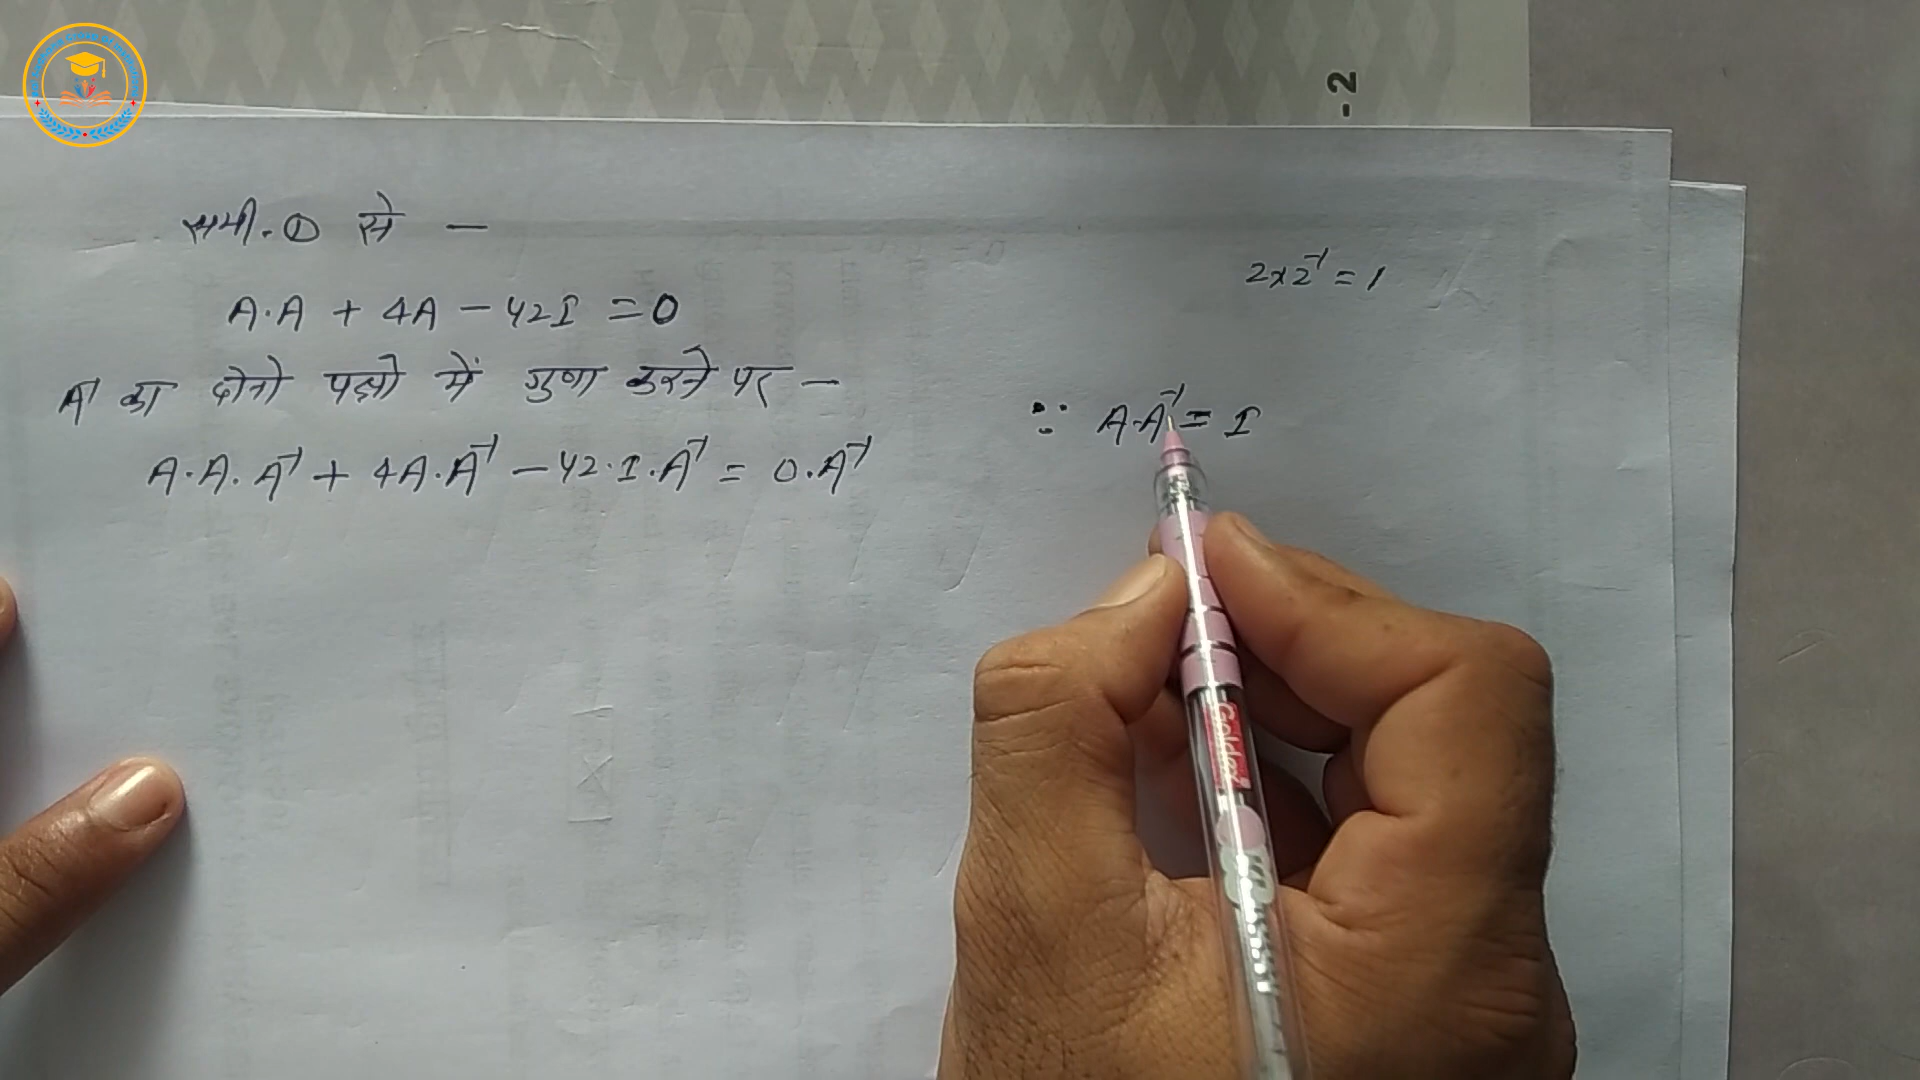 समी.① से —
A·A + 4A - 42I = 0
A⁻¹ का दोनो पक्षो में गुणा करने पर —
A·A·A⁻¹ + 4A·A⁻¹ - 42·I·A⁻¹ = 0·A⁻¹
2×2⁻¹ = 1
∵ A·A⁻¹ = I
-2